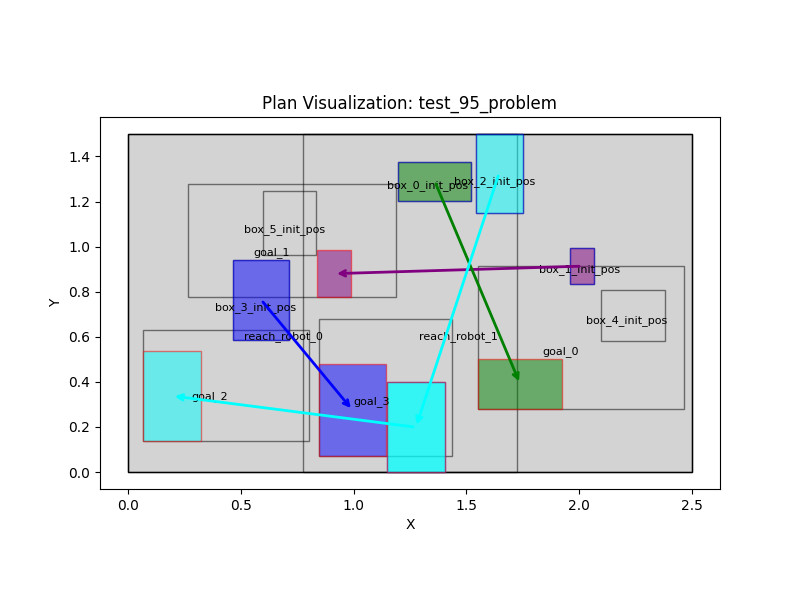 Plan Visualization: test_95_problem
Y
1.4
1.2
1.0
0.8
0.6
0.4
0.2
0.0
box_0_init_pos
box_2_init_pos
box_5_init_pos
goal_1
box_1_init_pos
box_3_init_pos
box_4_init_pos
reach_robot_0
reach_robot_1
goal_0
goal_2
goal_3
0.0
0.5
1.0
1.5
2.0
2.5
X